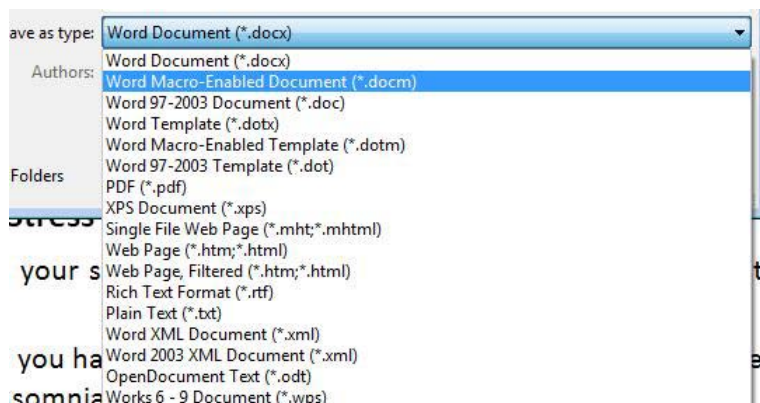 ave as type: Word Document (*.docx)
Word Document (*.docx)
Authors: Word Macro-Enabled Document (*.docm)
Word 97-2003 Document (*.doc)
Word Template (*.dotx)
Word Macro-Enabled Template (*.dotm)
Word 97-2003 Template (*.dot)
Folders
PDF (*.pdf)
XPS Document (*.xps)
Single File Web Page (*.mht;*.mhtml)
Web Page (*.htm;*.html)
your s Web Page, Filtered (*.htm;*.html)
Rich Text Format (*.rtf)
Plain Text (*.txt)
Word XML Document (*.xml)
you ha Word 2003 XML Document (*.xml)
OpenDocument Text (*.odt)
somnia Works 6 - 9 Document (*.wps)